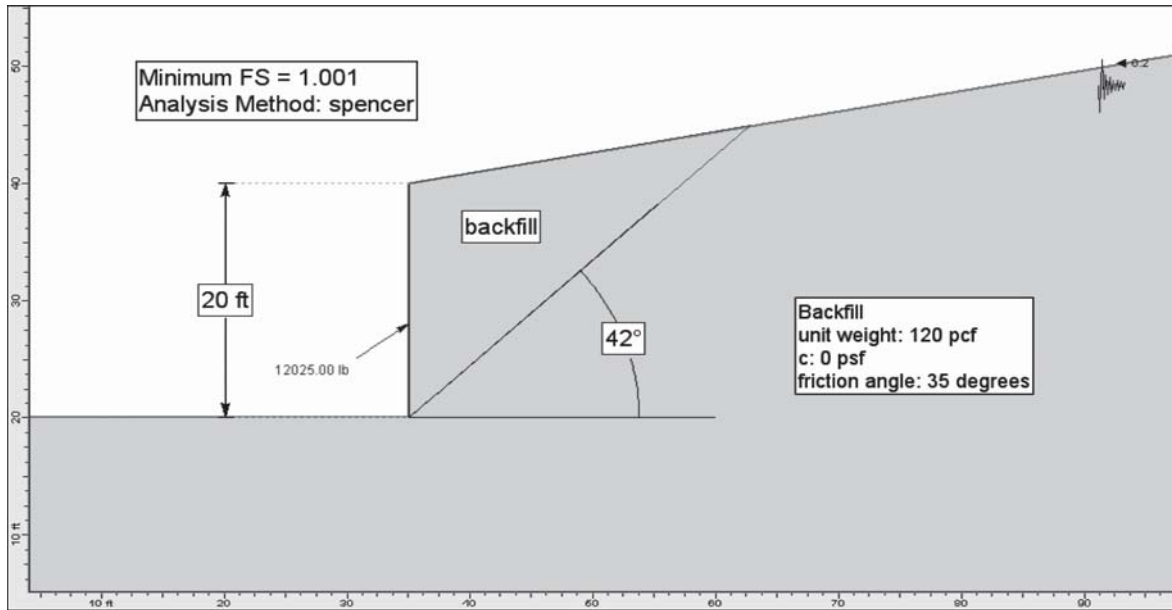 Minimum FS = 1.001
Analysis Method: spencer
0.2
backfill
20 ft
12025.00 lb
42°
Backfill
unit weight: 120 pcf
c: 0 psf
friction angle: 35 degrees
50
40
30
20
10 ft
10 ft
20
30
40
50
60
70
80
90